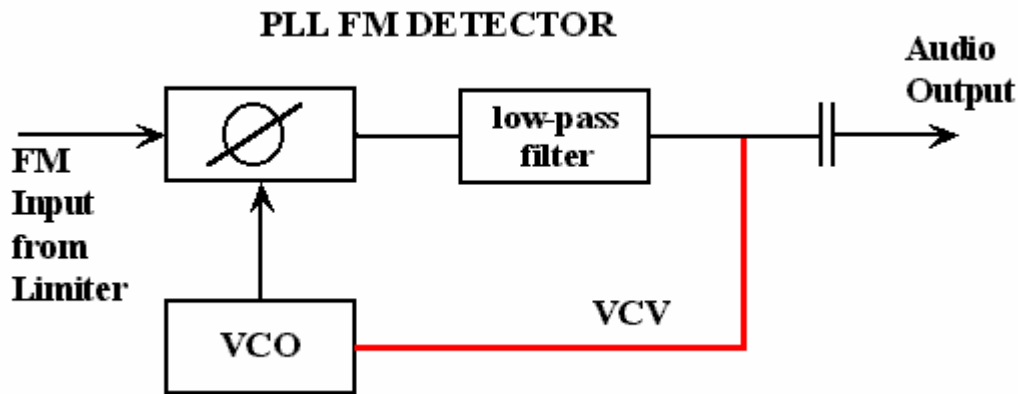 PLL FM DETECTOR
Audio
Output
low-pass
filter
FM
Input
from
Limiter
VCO
VCV